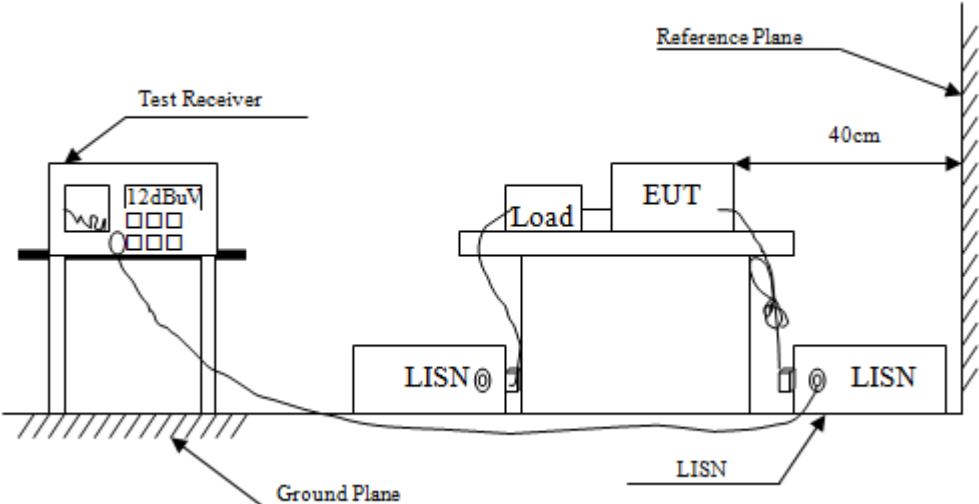 Reference Plane
Test Receiver
40cm
12dBuV
Load
EUT
LISN
LISN
LISN
Ground Plane